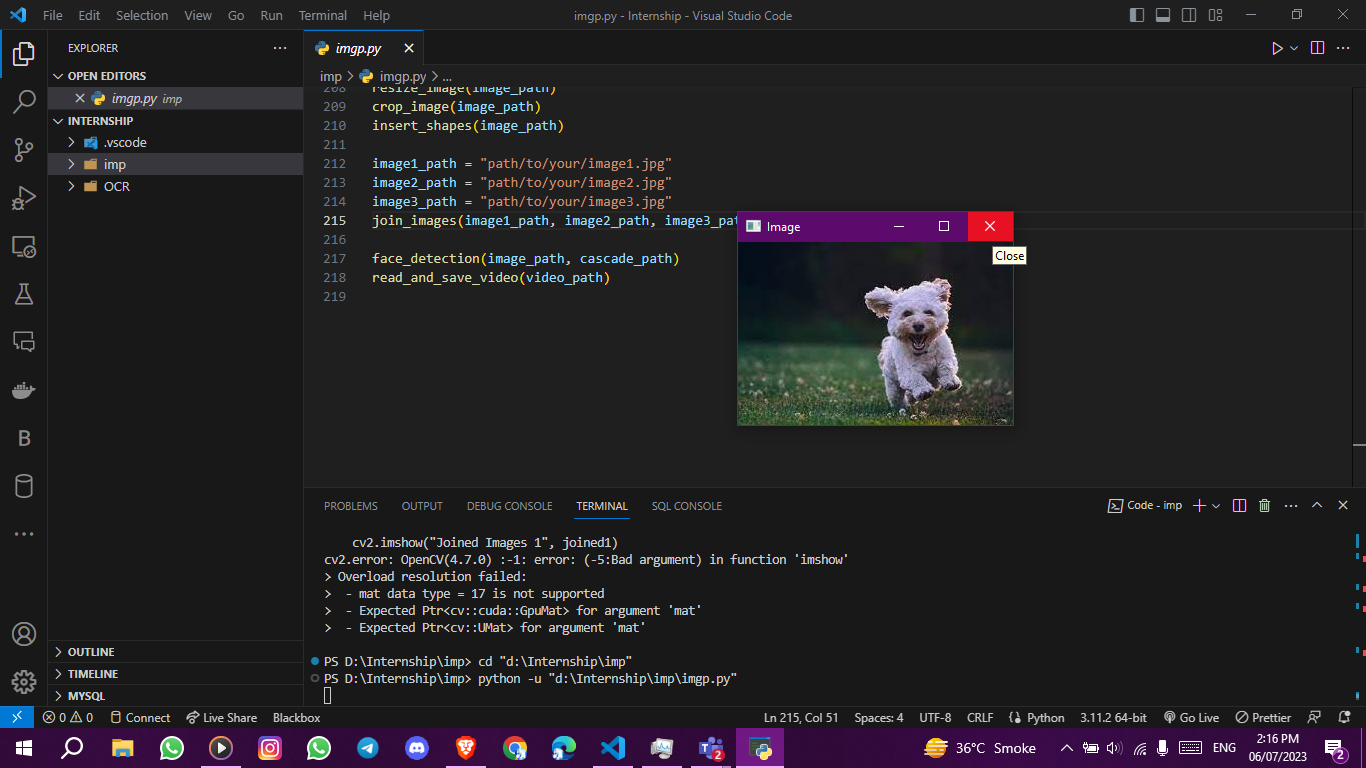 File Edit Selection View Go Run Terminal Help
imgp.py - Internship - Visual Studio Code
EXPLORER
OPEN EDITORS
imgp.py imp
INTERNSHIP
.vscode
imp
OCR
OUTLINE
TIMELINE
MYSQL
imgp.py
imp > imgp.py > ...
208 resize_image(image_path)
209 crop_image(image_path)
210 insert_shapes(image_path)
211
212 image1_path = "path/to/your/image1.jpg"
213 image2_path = "path/to/your/image2.jpg"
214 image3_path = "path/to/your/image3.jpg"
215 join_images(image1_path, image2_path, image3_pat
216
217 face_detection(image_path, cascade_path)
218 read_and_save_video(video_path)
219
Image
Close
PROBLEMS OUTPUT DEBUG CONSOLE TERMINAL SQL CONSOLE
Code - imp
cv2.imshow("Joined Images 1", joined1)
cv2.error: OpenCV(4.7.0) :-1: error: (-5:Bad argument) in function 'imshow'
> Overload resolution failed:
>  - mat data type = 17 is not supported
>  - Expected Ptr<cv::cuda::GpuMat> for argument 'mat'
>  - Expected Ptr<cv::UMat> for argument 'mat'
PS D:\Internship\imp> cd "d:\Internship\imp"
PS D:\Internship\imp> python -u "d:\Internship\imp\imgp.py"
0 0 Connect Live Share Blackbox
Ln 215, Col 51 Spaces: 4 UTF-8 CRLF Python 3.11.2 64-bit Go Live Prettier
36°C Smoke
ENG
2:16 PM
06/07/2023
2
2